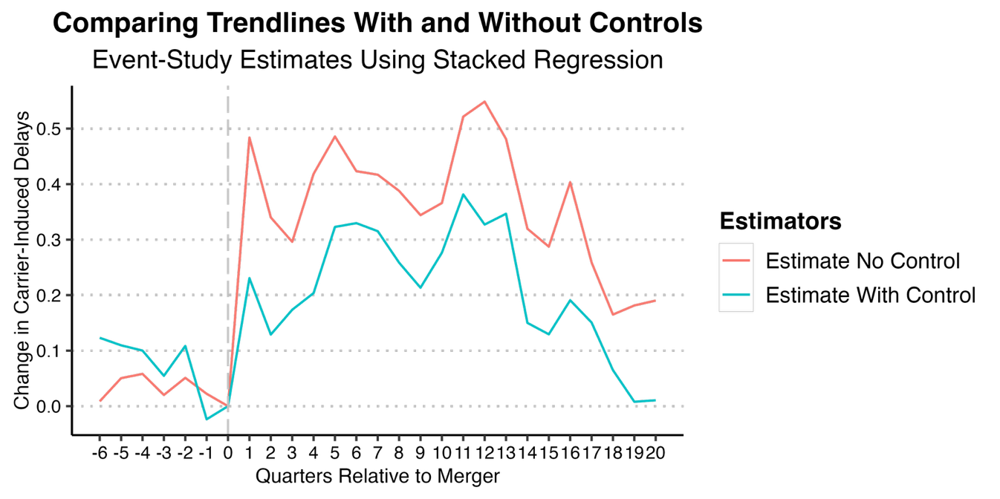 Comparing Trendlines With and Without Controls
Event-Study Estimates Using Stacked Regression
Change in Carrier-Induced Delays
0.5
0.4
0.3
0.2
0.1
0.0
-6 -5 -4 -3 -2 -1 0 1 2 3 4 5 6 7 8 9 10 11 12 13 14 15 16 17 18 19 20
Quarters Relative to Merger
Estimators
Estimate No Control
Estimate With Control